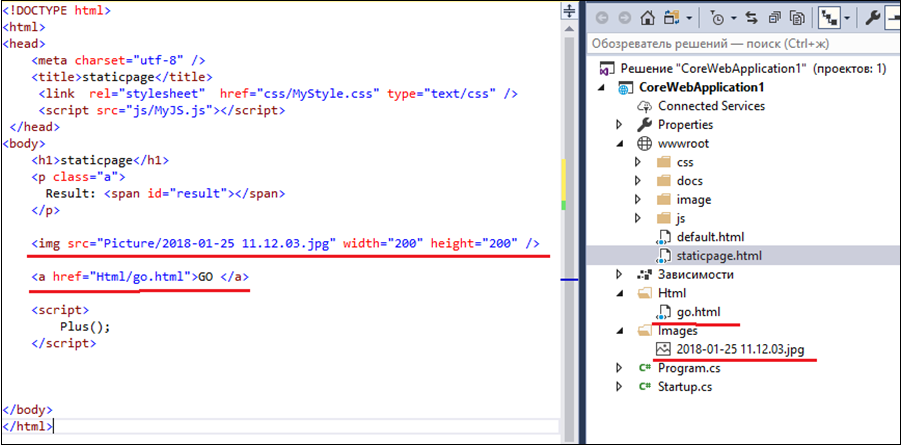 <!DOCTYPE html>
<html>
<head>
<meta charset="utf-8" />
<title>staticpage</title>
<link rel="stylesheet" href="css/MyStyle.css" type="text/css" />
<script src="js/MyJS.js"></script>
</head>
<body>
<h1>staticpage</h1>
<p class="a">
Result: <span id="result"></span>
</p>
<img src="Picture/2018-01-25 11.12.03.jpg" width="200" height="200" />
<a href="Html/go.html">GO </a>
<script>
Plus();
</script>
</body>
</html>
Обозреватель решений — поиск (Ctrl+ж)
Решение "CoreWebApplication1" (проектов: 1)
CoreWebApplication1
Connected Services
Properties
wwwroot
css
docs
image
js
default.html
staticpage.html
Зависимости
Html
go.html
Images
2018-01-25 11.12.03.jpg
C# Program.cs
C# Startup.cs